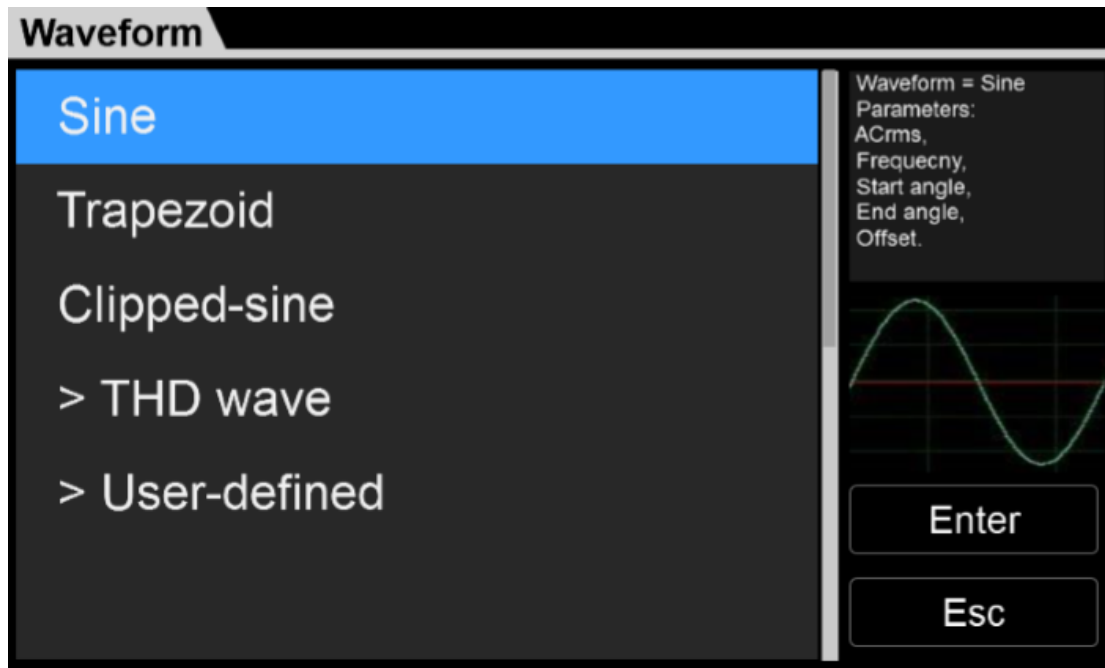 Waveform
Sine
Trapezoid
Clipped-sine
> THD wave
> User-defined
Waveform = Sine
Parameters:
ACrms,
Frequecny,
Start angle,
End angle,
Offset.
Enter
Esc